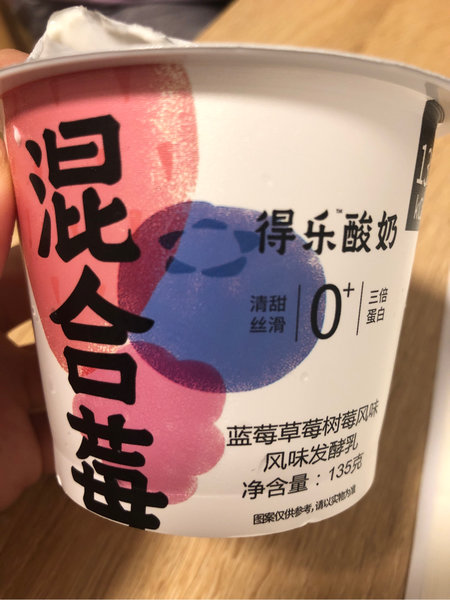 混合莓
得乐酸奶™
清甜
丝滑
0+
三倍
蛋白
蓝莓草莓树莓风味
风味发酵乳
净含量：135克
图案仅供参考，请以实物为准